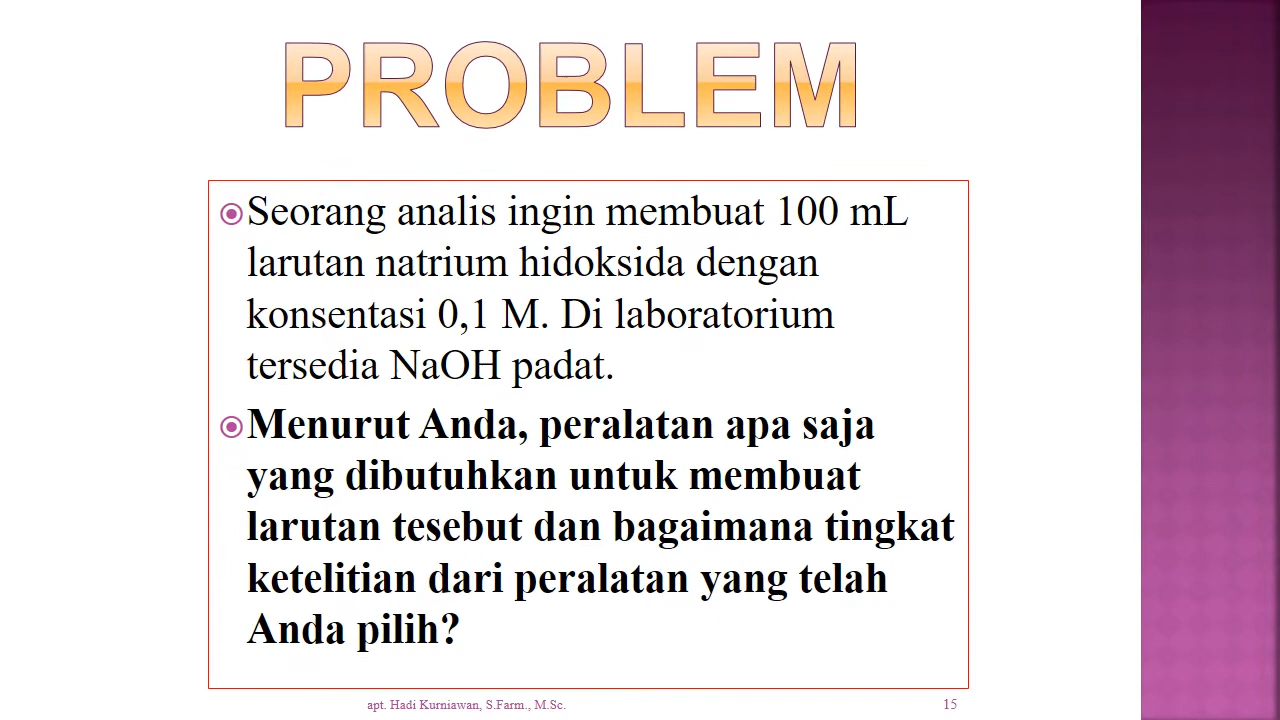 PROBLEM
Seorang analis ingin membuat 100 mL
larutan natrium hidoksida dengan
konsentasi 0,1 M. Di laboratorium
tersedia NaOH padat.
Menurut Anda, peralatan apa saja
yang dibutuhkan untuk membuat
larutan tesebut dan bagaimana tingkat
ketelitian dari peralatan yang telah
Anda pilih?
apt. Hadi Kurniawan, S.Farm., M.Sc.
15